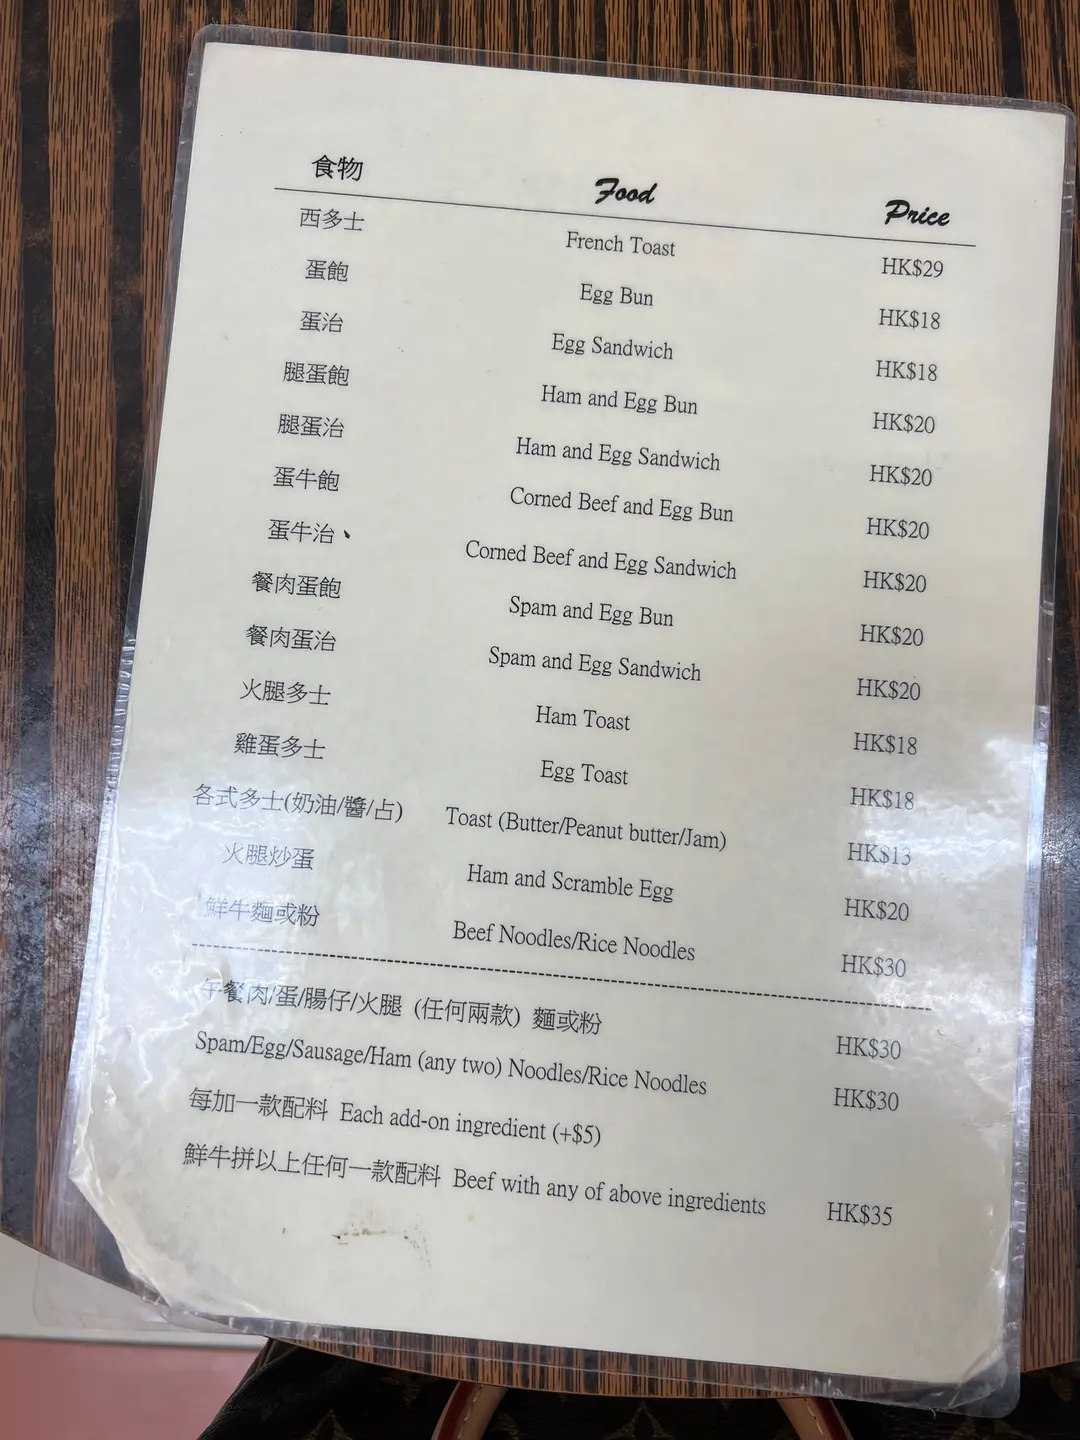 食物 Food Price
西多士 French Toast HK$29
蛋飽 Egg Bun HK$18
蛋治 Egg Sandwich HK$18
腿蛋飽 Ham and Egg Bun HK$20
腿蛋治 Ham and Egg Sandwich HK$20
蛋牛飽 Corned Beef and Egg Bun HK$20
蛋牛治 Corned Beef and Egg Sandwich HK$20
餐肉蛋飽 Spam and Egg Bun HK$20
餐肉蛋治 Spam and Egg Sandwich HK$20
火腿多士 Ham Toast HK$18
雞蛋多士 Egg Toast HK$18
各式多士(奶油/醬/占) Toast (Butter/Peanut butter/Jam) HK$13
火腿炒蛋 Ham and Scramble Egg HK$20
鮮牛麵或粉 Beef Noodles/Rice Noodles HK$30
午餐肉/蛋/腸仔/火腿 (任何兩款) 麵或粉 HK$30
Spam/Egg/Sausage/Ham (any two) Noodles/Rice Noodles HK$30
每加一款配料 Each add-on ingredient (+$5)
鮮牛拼以上任何一款配料 Beef with any of above ingredients HK$35